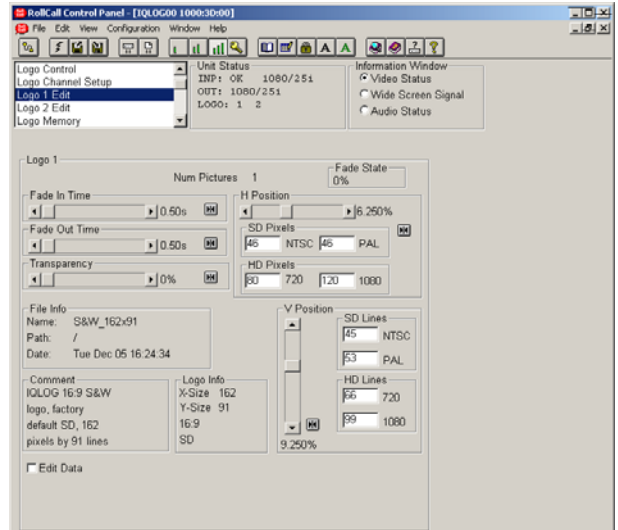 RollCall Control Panel - [IQLOG00 1000:3D:00]
File Edit View Configuration Window Help
Logo Control
Logo Channel Setup
Logo 1 Edit
Logo 2 Edit
Logo Memory
Unit Status
INP: OK 1080/25i
OUT: 1080/25i
LOGO: 1 2
Information Window
Video Status
Wide Screen Signal
Audio Status
Logo 1
Num Pictures 1
Fade State
0%
Fade In Time
0.50s
Fade Out Time
0.50s
Transparency
0%
H Position
6.250%
SD Pixels
46 NTSC 46 PAL
HD Pixels
80 720 120 1080
File Info
Name: S&W_162x91
Path: /
Date: Tue Dec 05 16:24:34
Comment
IQLOG 16:9 S&W
logo, factory
default SD, 162
pixels by 91 lines
Logo Info
X-Size 162
Y-Size 91
16:9
SD
V Position
9.250%
SD Lines
45 NTSC
53 PAL
HD Lines
66 720
99 1080
Edit Data